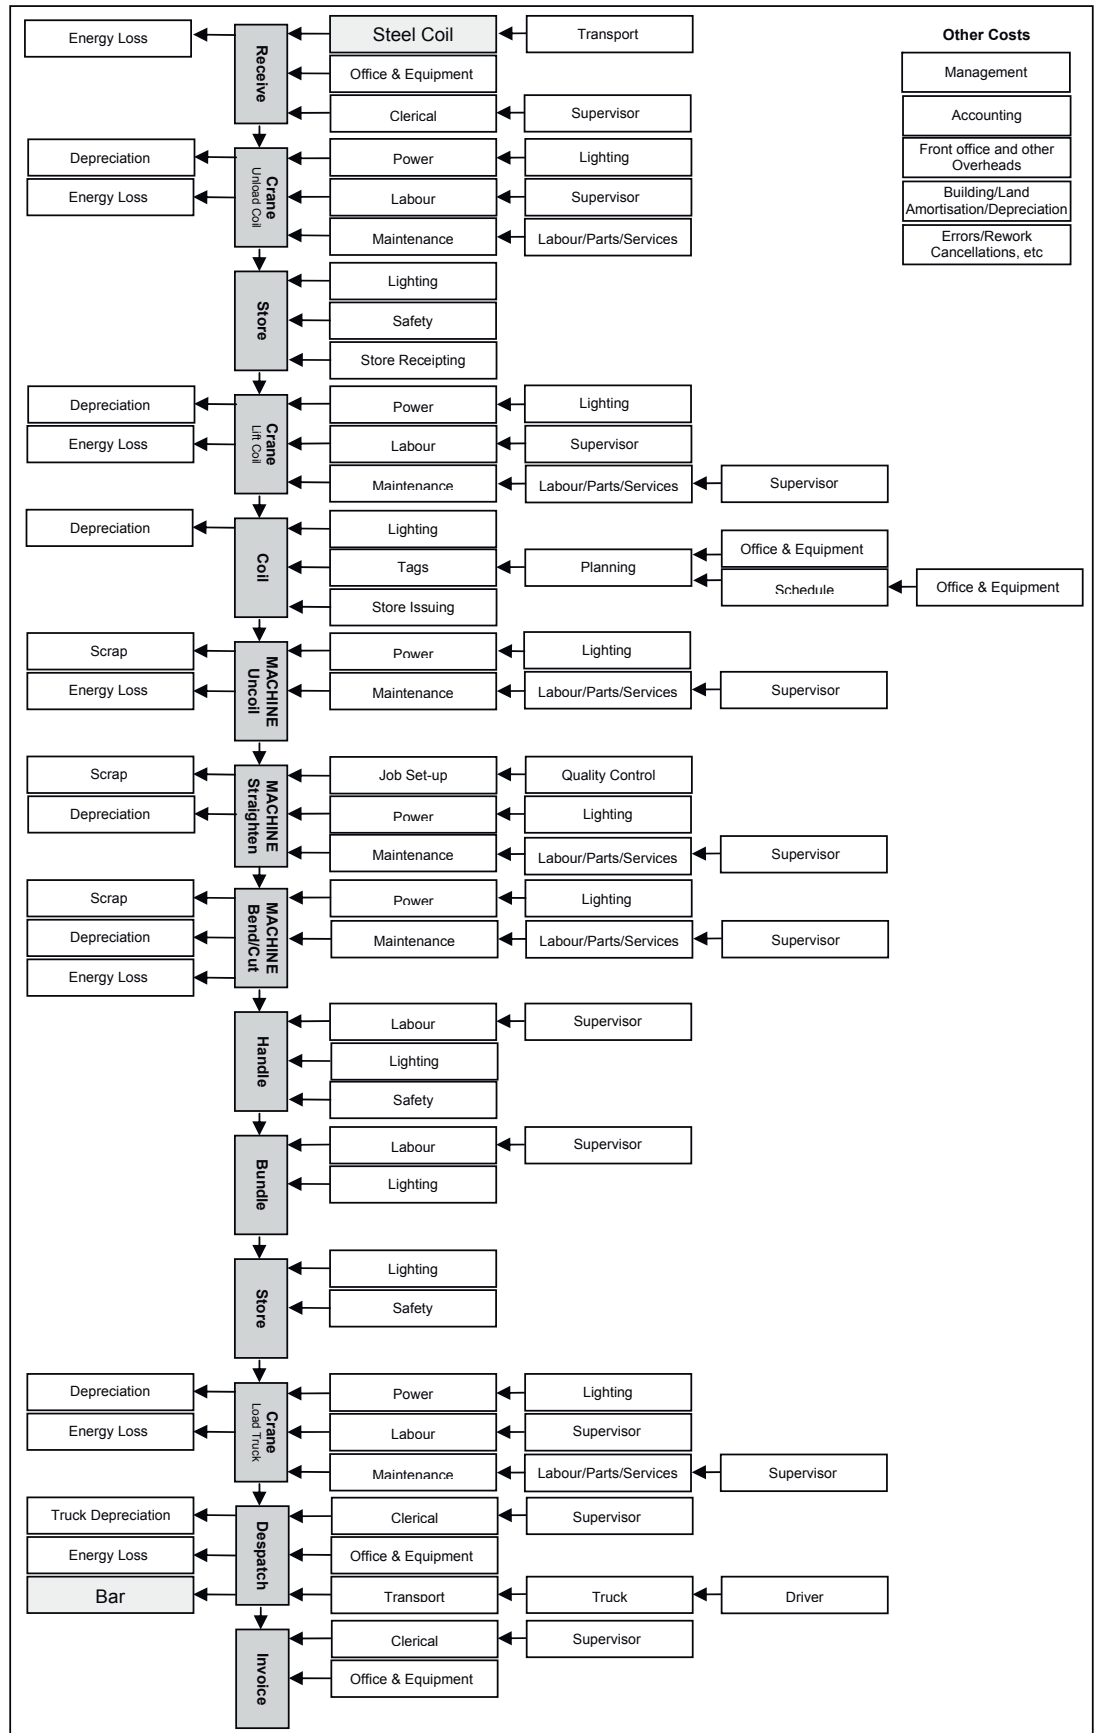 Energy Loss
Receive
Steel Coil
Transport
Other Costs
Office & Equipment
Management
Clerical
Supervisor
Accounting
Front office and other
Overheads
Building/Land
Amortisation/Depreciation
Errors/Rework
Cancellations, etc
Depreciation
Energy Loss
Crane
Unload Coil
Power
Lighting
Labour
Supervisor
Maintenance
Labour/Parts/Services
Store
Lighting
Safety
Store Receipting
Depreciation
Energy Loss
Crane
Lift Coil
Power
Lighting
Labour
Supervisor
Maintenance
Labour/Parts/Services
Supervisor
Depreciation
Coil
Lighting
Tags
Planning
Office & Equipment
Schedule
Office & Equipment
Store Issuing
Scrap
Energy Loss
MACHINE
Uncoil
Power
Lighting
Maintenance
Labour/Parts/Services
Supervisor
Scrap
Depreciation
MACHINE
Straighten
Job Set-up
Quality Control
Power
Lighting
Maintenance
Labour/Parts/Services
Supervisor
Scrap
Depreciation
Energy Loss
MACHINE
Bend/Cut
Power
Lighting
Maintenance
Labour/Parts/Services
Supervisor
Handle
Labour
Supervisor
Lighting
Safety
Bundle
Labour
Supervisor
Lighting
Store
Lighting
Safety
Depreciation
Energy Loss
Crane
Load Truck
Power
Lighting
Labour
Supervisor
Maintenance
Labour/Parts/Services
Supervisor
Truck Depreciation
Energy Loss
Bar
Despatch
Clerical
Supervisor
Office & Equipment
Transport
Truck
Driver
Invoice
Clerical
Supervisor
Office & Equipment